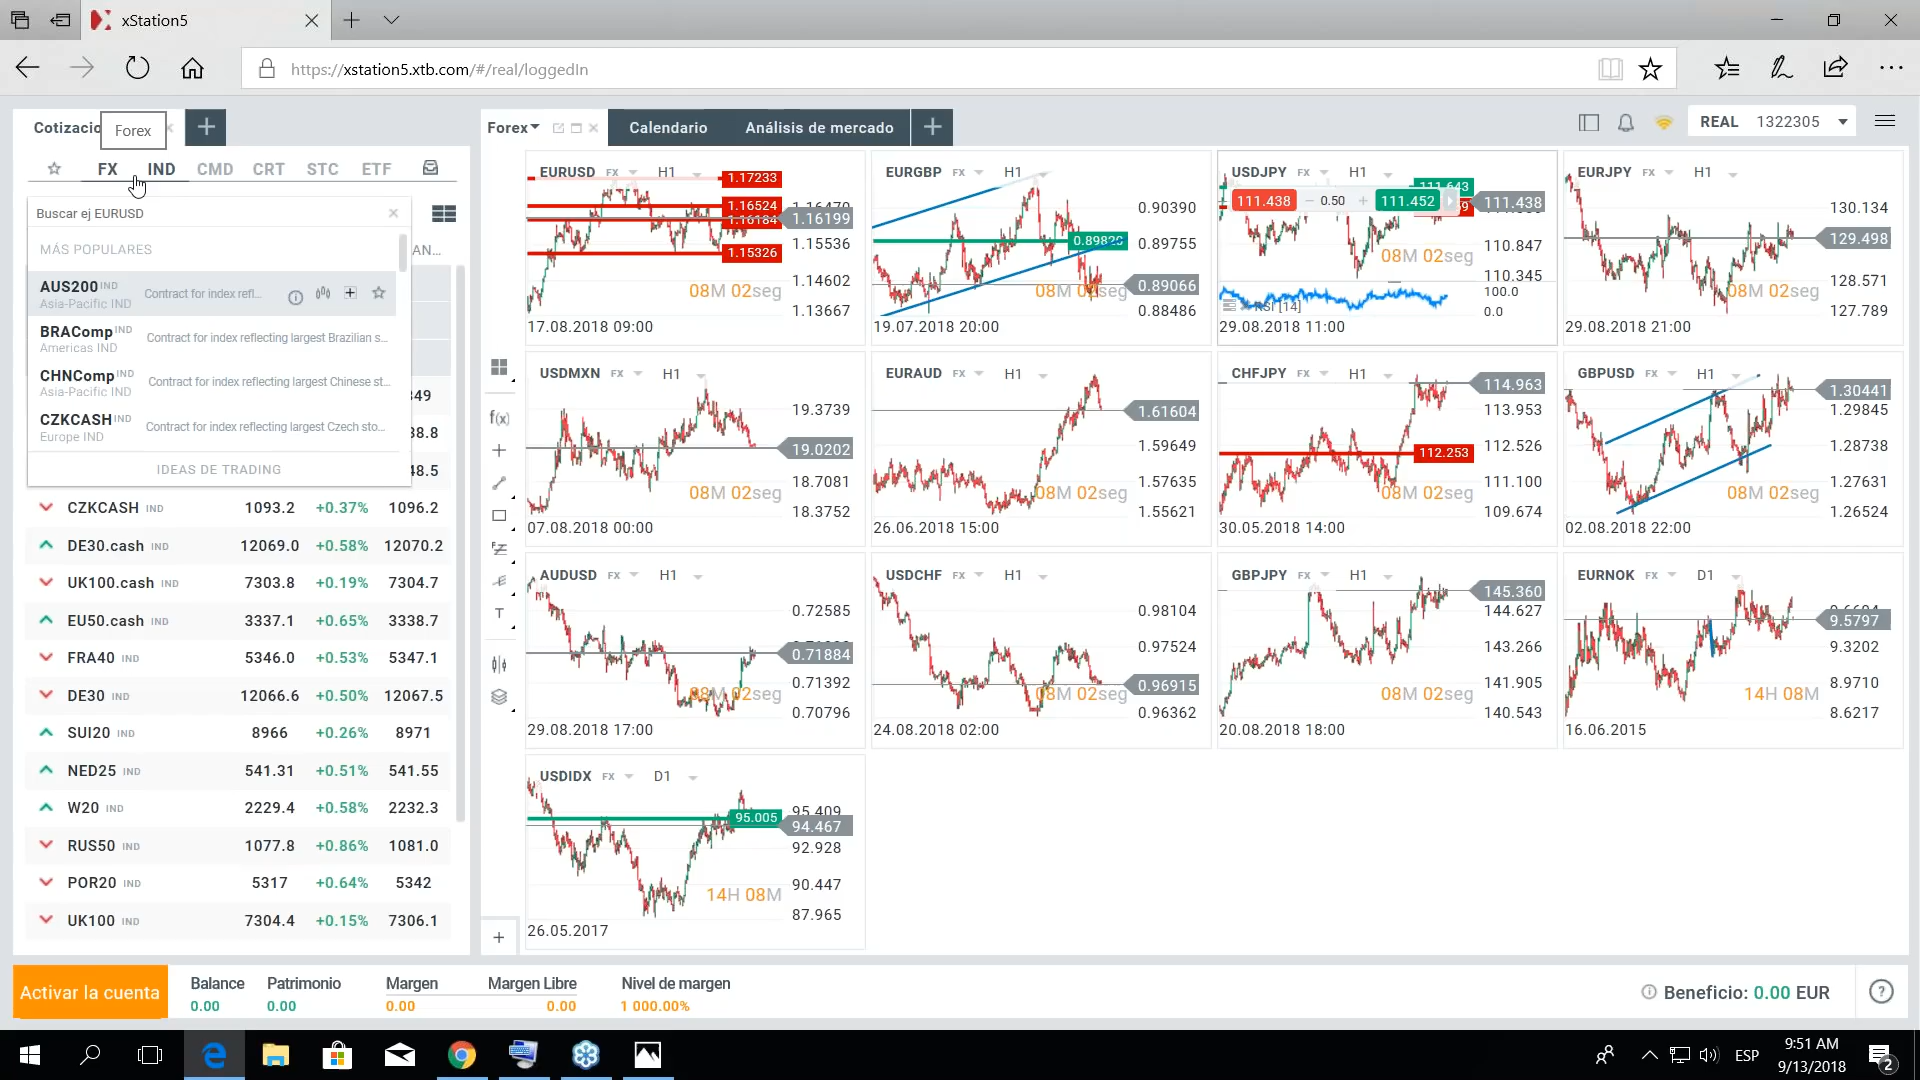 xStation5
https://xstation5.xtb.com/#/real/loggedIn
Cotizacio
Forex
Forex
Calendario
Análisis de mercado
REAL 1322305
FX IND CMD CRT STC ETF
Buscar ej EURUSD
MÁS POPULARES
AN...
AUS200 IND Contract for index refl...
Asia-Pacific IND
BRAComp IND Contract for index reflecting largest Brazilian s...
Americas IND
CHNComp IND Contract for index reflecting largest Chinese st...
Asia-Pacific IND
CZKCASH IND Contract for index reflecting largest Czech sto...
Europe IND
IDEAS DE TRADING
49
38.8
48.5
CZKCASH IND 1093.2 +0.37% 1096.2
DE30.cash IND 12069.0 +0.58% 12070.2
UK100.cash IND 7303.8 +0.19% 7304.7
EU50.cash IND 3337.1 +0.65% 3338.7
FRA40 IND 5346.0 +0.53% 5347.1
DE30 IND 12066.6 +0.50% 12067.5
SUI20 IND 8966 +0.26% 8971
NED25 IND 541.31 +0.51% 541.55
W20 IND 2229.4 +0.58% 2232.3
RUS50 IND 1077.8 +0.86% 1081.0
POR20 IND 5317 +0.64% 5342
UK100 IND 7304.4 +0.15% 7306.1
f(x)
T
EURUSD FX H1
1.17233
1.16524
1.16184
1.16470
1.16199
1.15536
1.15326
1.14602
1.13667
08M 02seg
17.08.2018 09:00
EURGBP FX H1
0.90390
0.89820
0.89755
0.89066
0.88486
08M 02seg
19.07.2018 20:00
USDJPY FX H1
111.643
111.438 0.50 111.452
111.438
110.847
110.345
08M 02seg
100.0
0.0
RSI [14]
29.08.2018 11:00
EURJPY FX H1
130.134
129.498
128.571
127.789
08M 02seg
29.08.2018 21:00
USDMXN FX H1
19.3739
19.0202
18.7081
18.3752
08M 02seg
07.08.2018 00:00
EURAUD FX H1
1.61604
1.59649
1.57635
1.55621
08M 02seg
26.06.2018 15:00
CHFJPY FX H1
114.963
113.953
112.526
112.253
111.100
109.674
08M 02seg
30.05.2018 14:00
GBPUSD FX H1
1.30441
1.29845
1.28738
1.27631
1.26524
08M 02seg
02.08.2018 22:00
AUDUSD FX H1
0.72585
0.71884
0.71392
0.70796
08M 02seg
29.08.2018 17:00
USDCHF FX H1
0.98104
0.97524
0.96915
0.96362
08M 02seg
24.08.2018 02:00
GBPJPY FX H1
145.360
144.627
143.266
141.905
140.543
08M 02seg
20.08.2018 18:00
EURNOK FX D1
9.5797
9.3202
8.9710
8.6217
14H 08M
16.06.2015
USDIDX FX D1
95.409
95.005
94.467
92.928
90.447
87.965
14H 08M
26.05.2017
Activar la cuenta
Balance Patrimonio Margen Margen Libre Nivel de margen
0.00 0.00 0.00 0.00 1 000.00%
Beneficio: 0.00 EUR
?
ESP
9:51 AM
9/13/2018
2